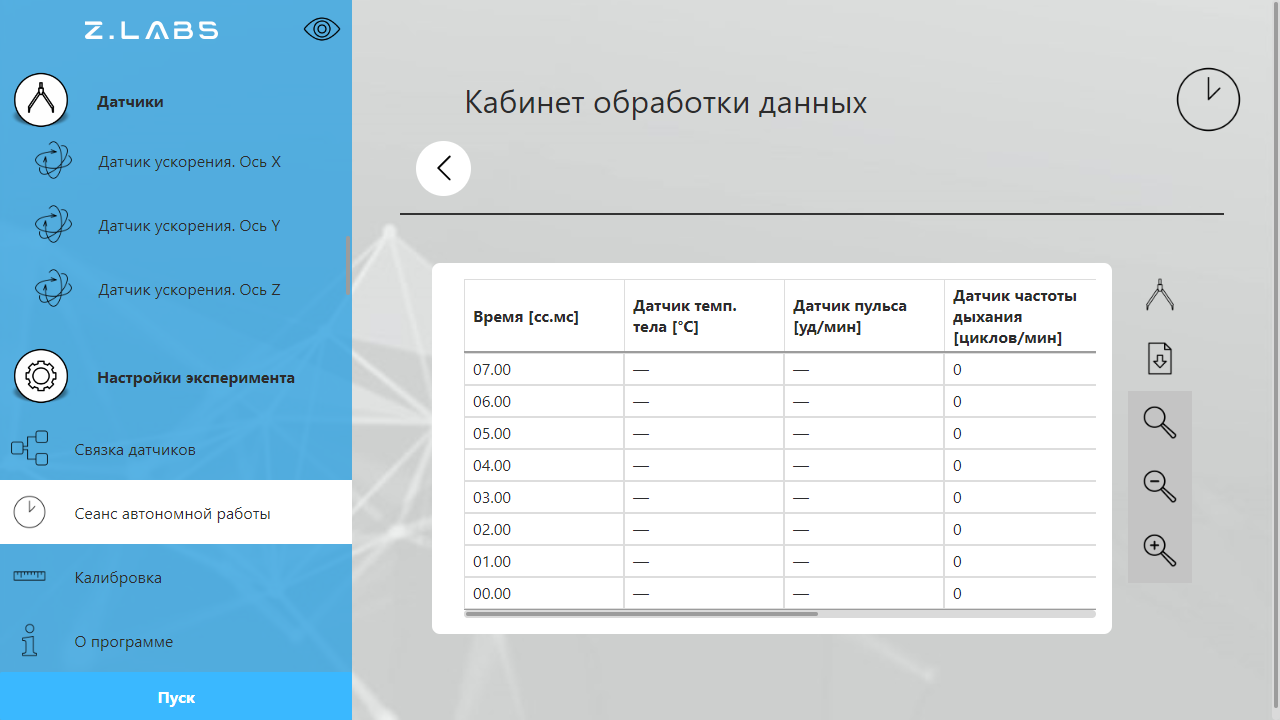 Z.LABS
Датчики
Датчик ускорения. Ось X
Датчик ускорения. Ось Y
Датчик ускорения. Ось Z
Настройки эксперимента
Связка датчиков
Сеанс автономной работы
Калибровка
О программе
Пуск
Кабинет обработки данных
Время [сс.мс]
Датчик темп.
тела [°C]
Датчик пульса
[уд/мин]
Датчик частоты
дыхания
[циклов/мин]
07.00 — — 0
06.00 — — 0
05.00 — — 0
04.00 — — 0
03.00 — — 0
02.00 — — 0
01.00 — — 0
00.00 — — 0